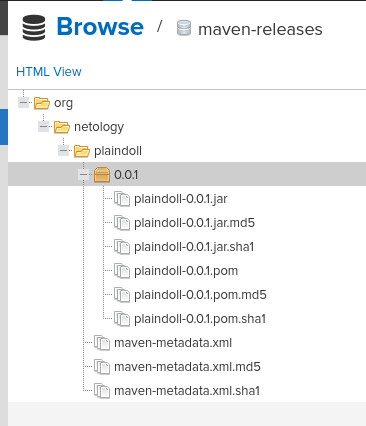 Browse / maven-releases
HTML View
org
netology
plaindoll
0.0.1
plaindoll-0.0.1.jar
plaindoll-0.0.1.jar.md5
plaindoll-0.0.1.jar.sha1
plaindoll-0.0.1.pom
plaindoll-0.0.1.pom.md5
plaindoll-0.0.1.pom.sha1
maven-metadata.xml
maven-metadata.xml.md5
maven-metadata.xml.sha1